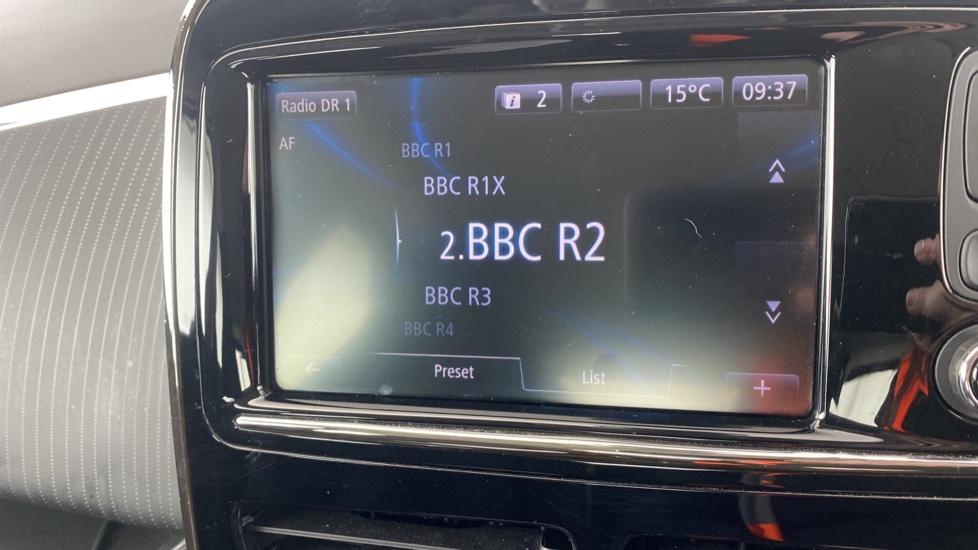 Radio DR 1
i 2
15°C
09:37
AF
BBC R1
BBC R1X
2.BBC R2
BBC R3
BBC R4
Preset
List
+